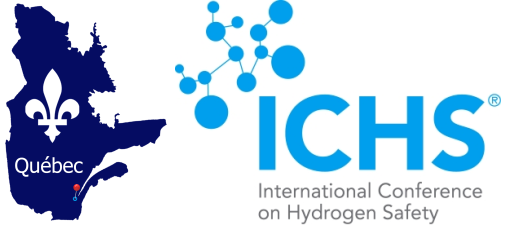 Québec
ICHS®
International Conference
on Hydrogen Safety